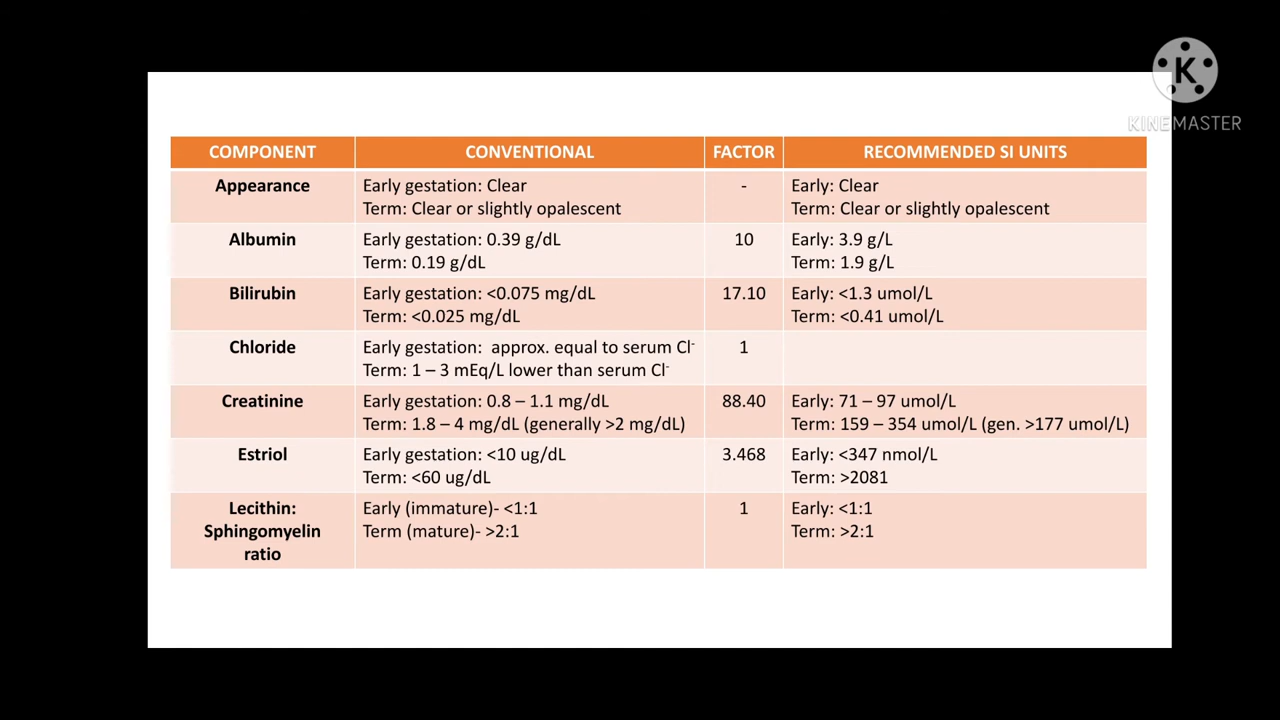 K
KINEMASTER
COMPONENT CONVENTIONAL FACTOR RECOMMENDED SI UNITS
Appearance Early gestation: Clear - Early: Clear
Term: Clear or slightly opalescent Term: Clear or slightly opalescent
Albumin Early gestation: 0.39 g/dL 10 Early: 3.9 g/L
Term: 0.19 g/dL Term: 1.9 g/L
Bilirubin Early gestation: <0.075 mg/dL 17.10 Early: <1.3 umol/L
Term: <0.025 mg/dL Term: <0.41 umol/L
Chloride Early gestation:  approx. equal to serum Cl⁻ 1
Term: 1 – 3 mEq/L lower than serum Cl⁻
Creatinine Early gestation: 0.8 – 1.1 mg/dL 88.40 Early: 71 – 97 umol/L
Term: 1.8 – 4 mg/dL (generally >2 mg/dL) Term: 159 – 354 umol/L (gen. >177 umol/L)
Estriol Early gestation: <10 ug/dL 3.468 Early: <347 nmol/L
Term: <60 ug/dL Term: >2081
Lecithin: Early (immature)- <1:1 1 Early: <1:1
Sphingomyelin Term (mature)- >2:1 Term: >2:1
ratio